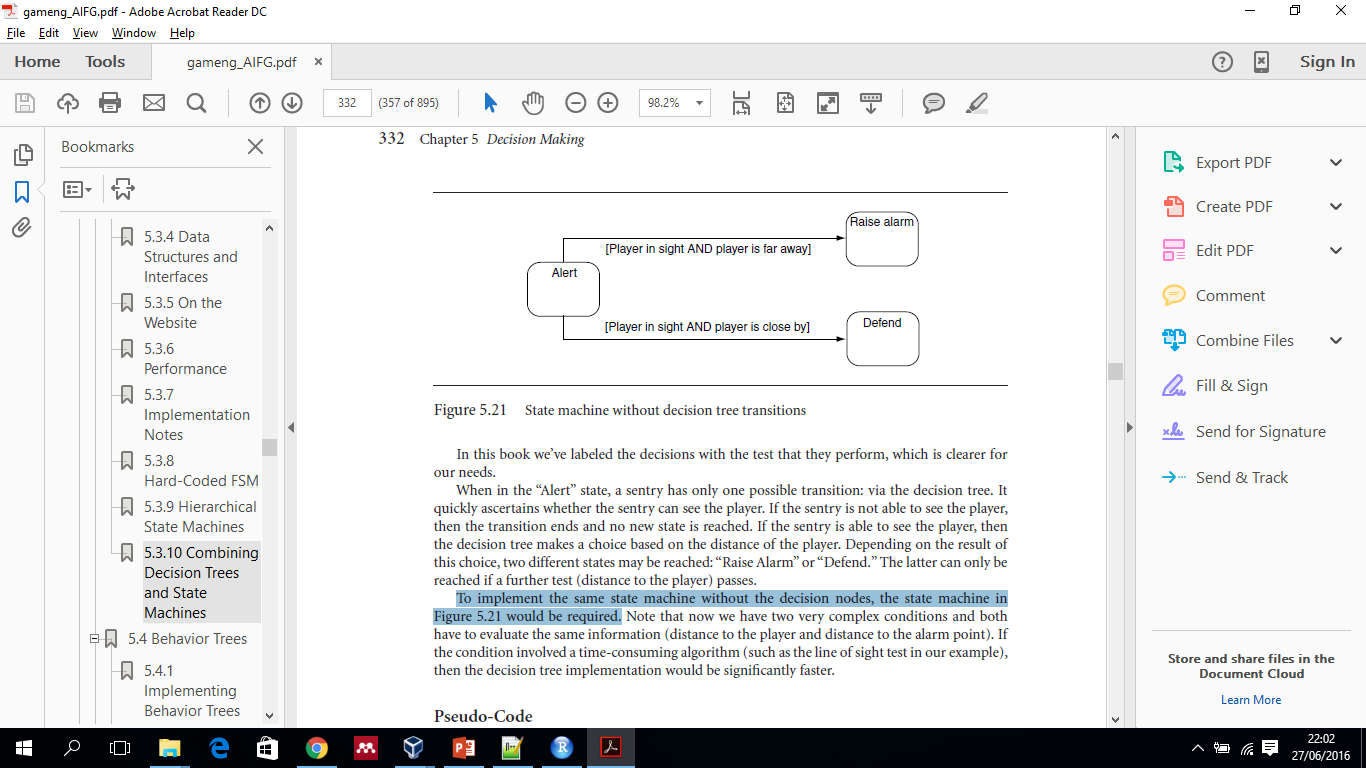 gameng_AIFG.pdf - Adobe Acrobat Reader DC
File Edit View Window Help
Home Tools gameng_AIFG.pdf × Sign In
332 (357 of 895) 98.2%
Bookmarks
5.3.4 Data
Structures and
Interfaces
5.3.5 On the
Website
5.3.6
Performance
5.3.7
Implementation
Notes
5.3.8
Hard-Coded FSM
5.3.9 Hierarchical
State Machines
5.3.10 Combining
Decision Trees
and State
Machines
5.4 Behavior Trees
5.4.1
Implementing
Behavior Trees
332 Chapter 5 Decision Making
Raise alarm
[Player in sight AND player is far away]
Alert
Defend
[Player in sight AND player is close by]
Figure 5.21 State machine without decision tree transitions
In this book we’ve labeled the decisions with the test that they perform, which is clearer for
our needs.
When in the “Alert” state, a sentry has only one possible transition: via the decision tree. It
quickly ascertains whether the sentry can see the player. If the sentry is not able to see the player,
then the transition ends and no new state is reached. If the sentry is able to see the player, then
the decision tree makes a choice based on the distance of the player. Depending on the result of
this choice, two different states may be reached: “Raise Alarm” or “Defend.” The latter can only be
reached if a further test (distance to the player) passes.
To implement the same state machine without the decision nodes, the state machine in
Figure 5.21 would be required. Note that now we have two very complex conditions and both
have to evaluate the same information (distance to the player and distance to the alarm point). If
the condition involved a time-consuming algorithm (such as the line of sight test in our example),
then the decision tree implementation would be significantly faster.
Pseudo-Code
Export PDF
Create PDF
Edit PDF
Comment
Combine Files
Fill & Sign
Send for Signature
Send & Track
Store and share files in the
Document Cloud
Learn More
22:02
27/06/2016